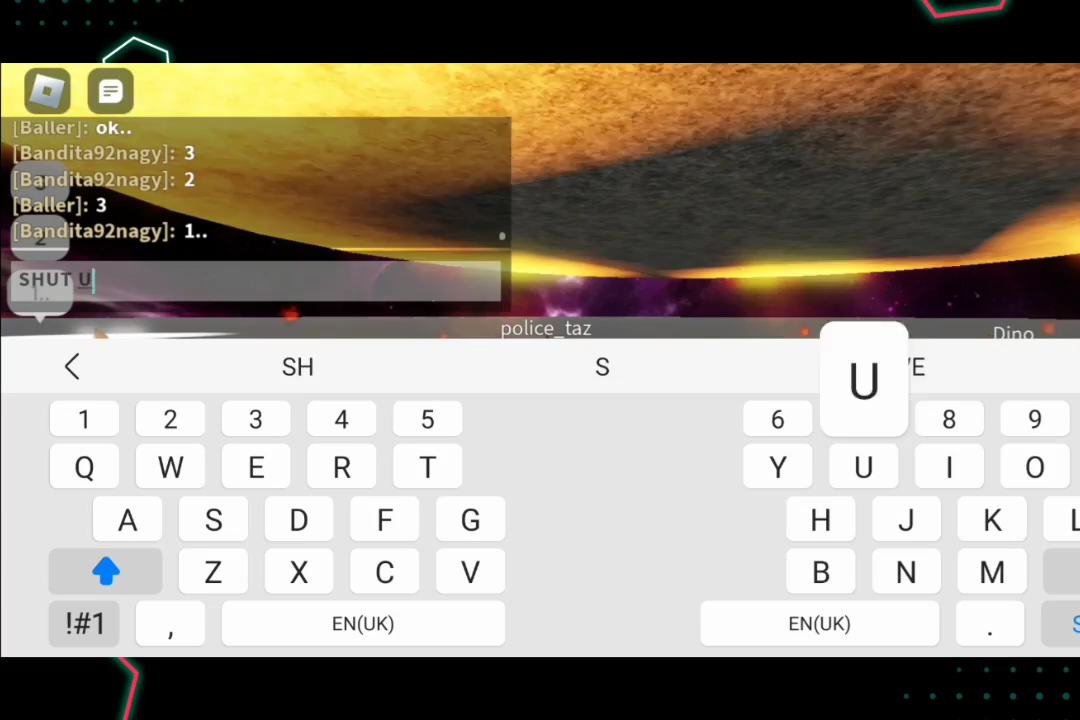 [Baller]: ok..
[Bandita92nagy]: 3
[Bandita92nagy]: 2
[Baller]: 3
[Bandita92nagy]: 1..
SHUT U
police_taz
Dino
SH S VE
U
1 2 3 4 5 6 8 9
Q W E R T Y U I O
A S D F G H J K L
Z X C V B N M
!#1 , EN(UK) EN(UK) . S